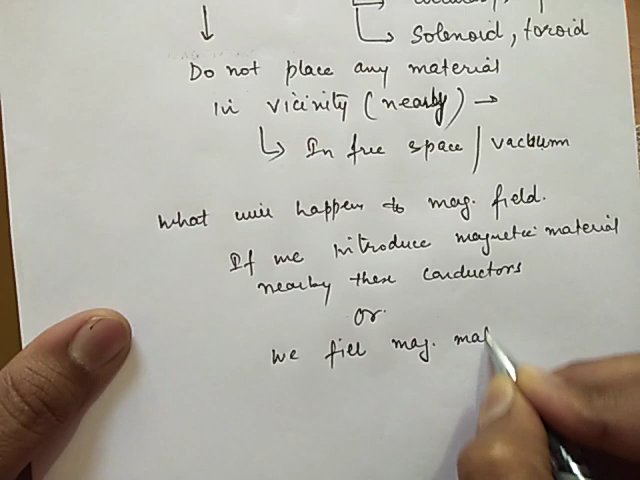 Solenoid, toroid
Do not place any material
in vicinity (nearby) →
In free space / vacuum
what will happen to mag. field.
If we introduce magnetic material
nearby these conductors
or.
we fill mag. mat